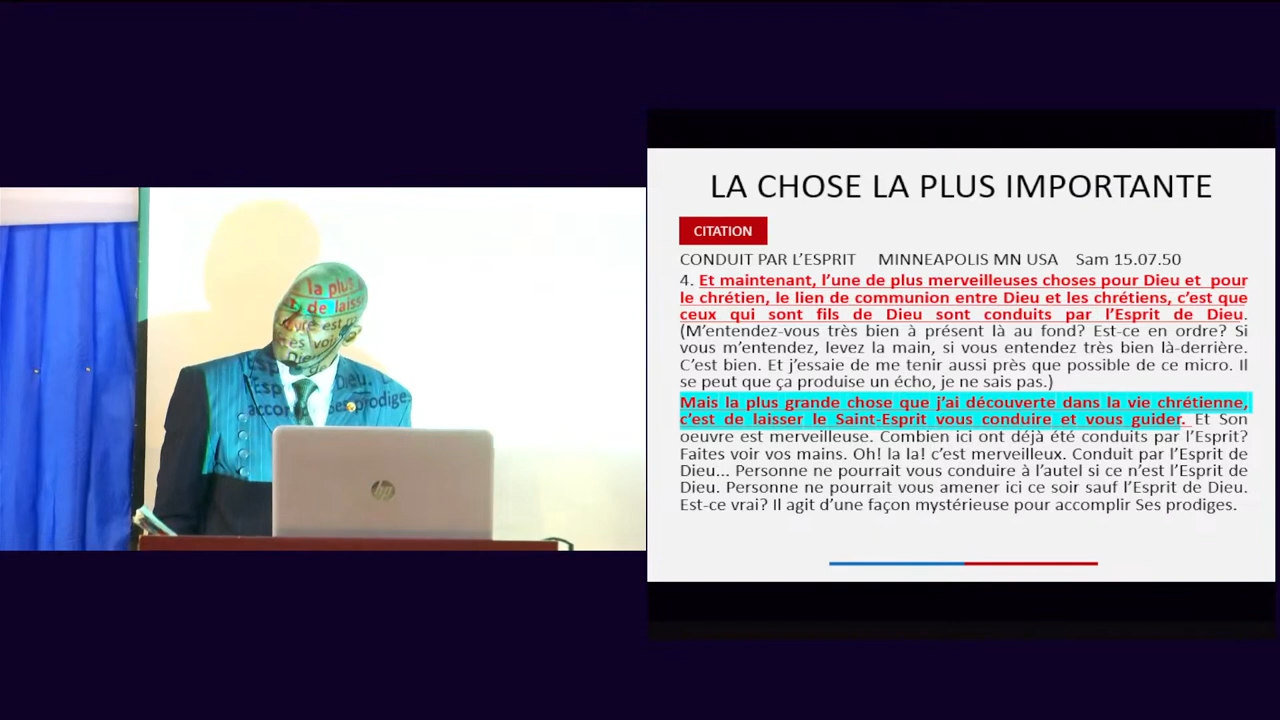 LA CHOSE LA PLUS IMPORTANTE
CITATION
CONDUIT PAR L’ESPRIT MINNEAPOLIS MN USA Sam 15.07.50
4. Et maintenant, l’une de plus merveilleuses choses pour Dieu et pour
le chrétien, le lien de communion entre Dieu et les chrétiens, c’est que
ceux qui sont fils de Dieu sont conduits par l’Esprit de Dieu.
(M’entendez-vous très bien à présent là au fond? Est-ce en ordre? Si
vous m’entendez, levez la main, si vous entendez très bien là-derrière.
C’est bien. Et j’essaie de me tenir aussi près que possible de ce micro. Il
se peut que ça produise un écho, je ne sais pas.)
Mais la plus grande chose que j’ai découverte dans la vie chrétienne,
c’est de laisser le Saint-Esprit vous conduire et vous guider. Et Son
oeuvre est merveilleuse. Combien ici ont déjà été conduits par l’Esprit?
Faites voir vos mains. Oh! la la! c’est merveilleux. Conduit par l’Esprit de
Dieu... Personne ne pourrait vous conduire à l’autel si ce n’est l’Esprit de
Dieu. Personne ne pourrait vous amener ici ce soir sauf l’Esprit de Dieu.
Est-ce vrai? Il agit d’une façon mystérieuse pour accomplir Ses prodiges.
la plus
de laiss
est
Dieu
Dieu.
prodiges.
hp